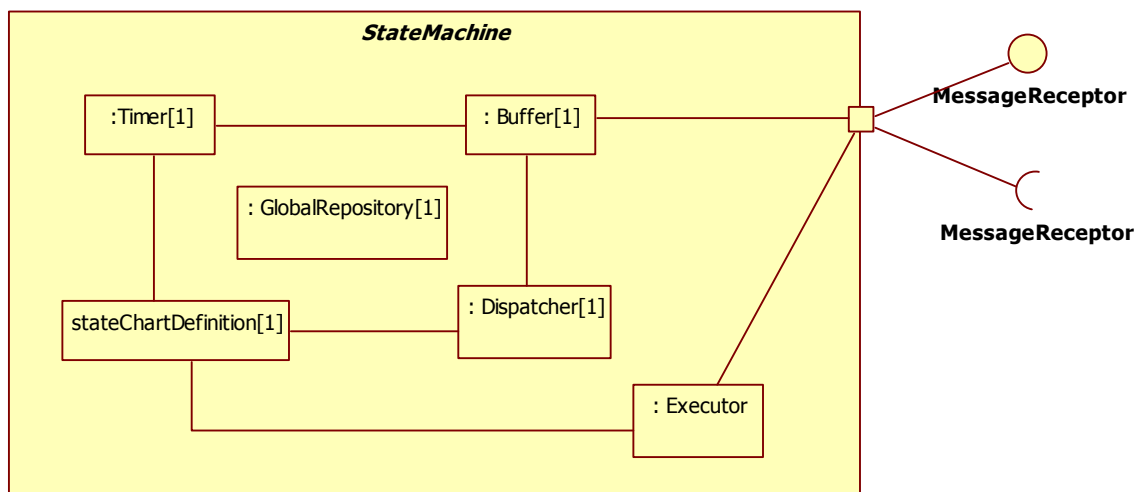 StateMachine
:Timer[1]
: Buffer[1]
MessageReceptor
: GlobalRepository[1]
MessageReceptor
stateChartDefinition[1]
: Dispatcher[1]
: Executor